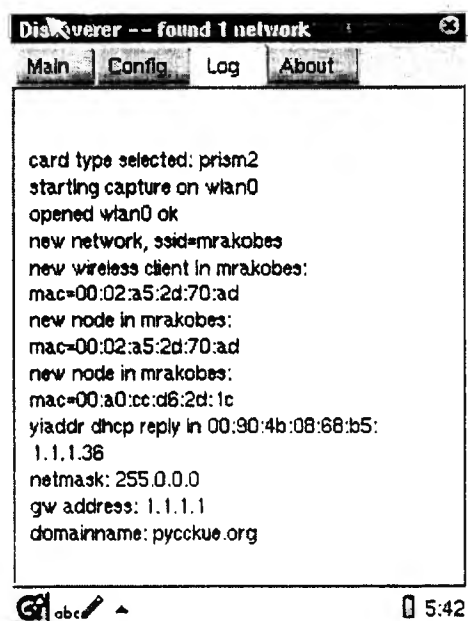 Discoverer -- found 1 network
Main Config Log About
card type selected: prism2
starting capture on wlan0
opened wlan0 ok
new network, ssid=mrakobes
new wireless client in mrakobes:
mac=00:02:a5:2d:70:ad
new node in mrakobes:
mac=00:02:a5:2d:70:ad
new node in mrakobes:
mac=00:a0:cc:d6:2d:1c
yiaddr dhcp reply in 00:90:4b:08:68:b5:
1.1.1.36
netmask: 255.0.0.0
gw address: 1.1.1.1
domainname: pycckue.org
abc 5:42